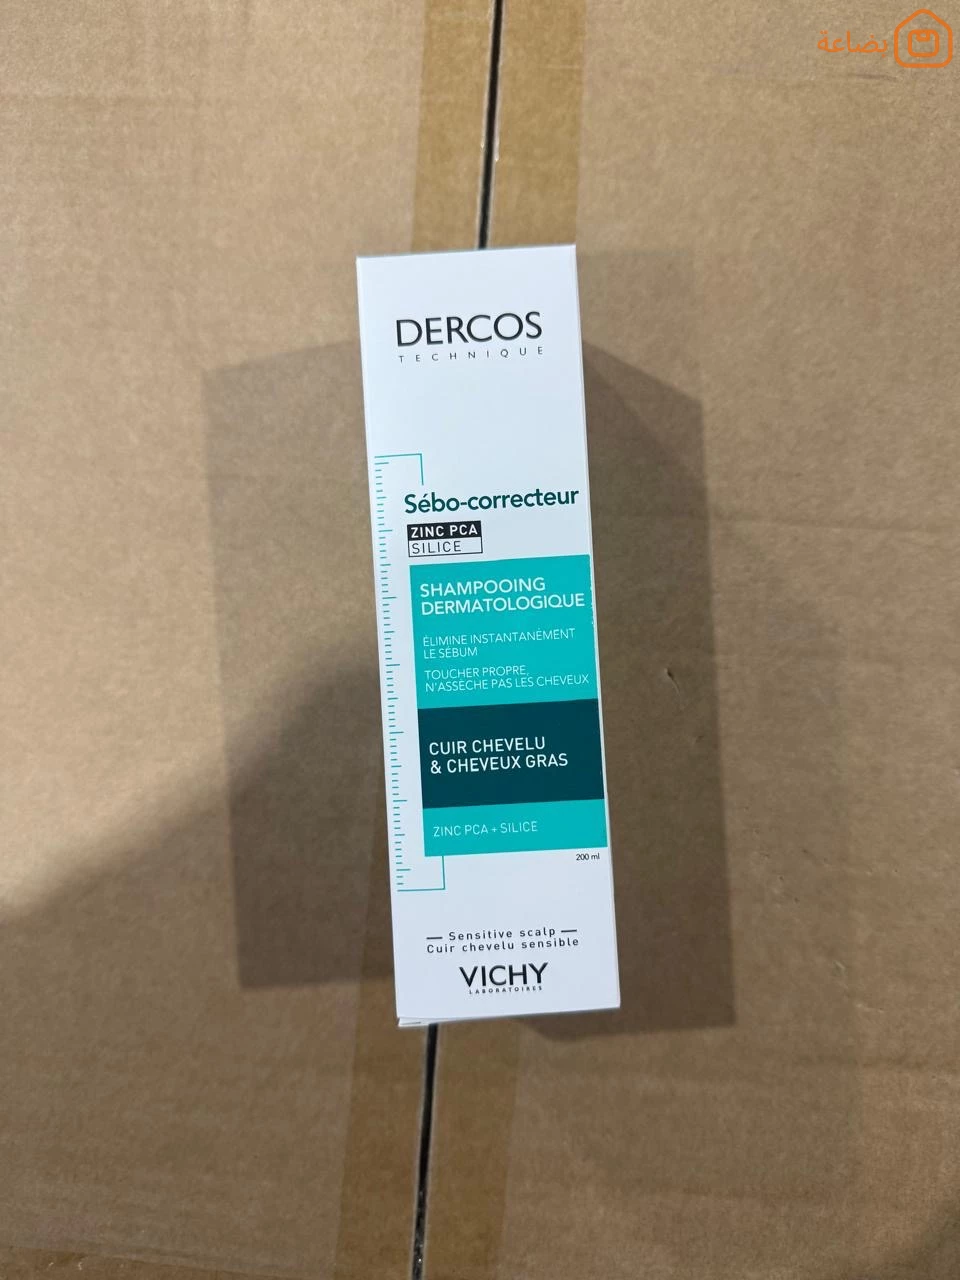 بضاعة
DERCOS
TECHNIQUE
Sébo-correcteur
ZINC PCA
SILICE
SHAMPOOING
DERMATOLOGIQUE
ÉLIMINE INSTANTANÉMENT
LE SÉBUM
TOUCHER PROPRE,
N'ASSÈCHE PAS LES CHEVEUX
CUIR CHEVELU
& CHEVEUX GRAS
ZINC PCA + SILICE
200 ml
Sensitive scalp
Cuir chevelu sensible
VICHY
LABORATOIRES